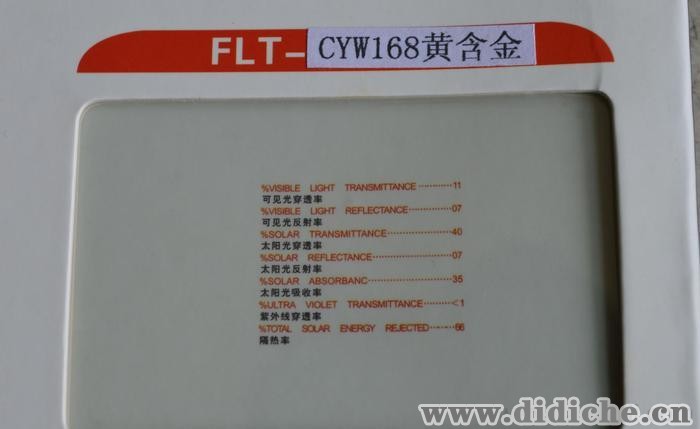 FLT-CYW168黄含金
%VISIBLE LIGHT TRANSMITTANCE············11
可见光穿透率
%VISIBLE LIGHT REFLECTANCE··············07
可见光反射率
%SOLAR TRANSMITTANCE··················40
太阳光穿透率
%SOLAR REFLECTANCE····················07
太阳光反射率
%SOLAR ABSORBANC·····················35
太阳光吸收率
%ULTRA VIOLET TRANSMITTANCE·········<1
紫外线穿透率
%TOTAL SOLAR ENERGY REJECTED·······66
隔热率
www.didiche.cn